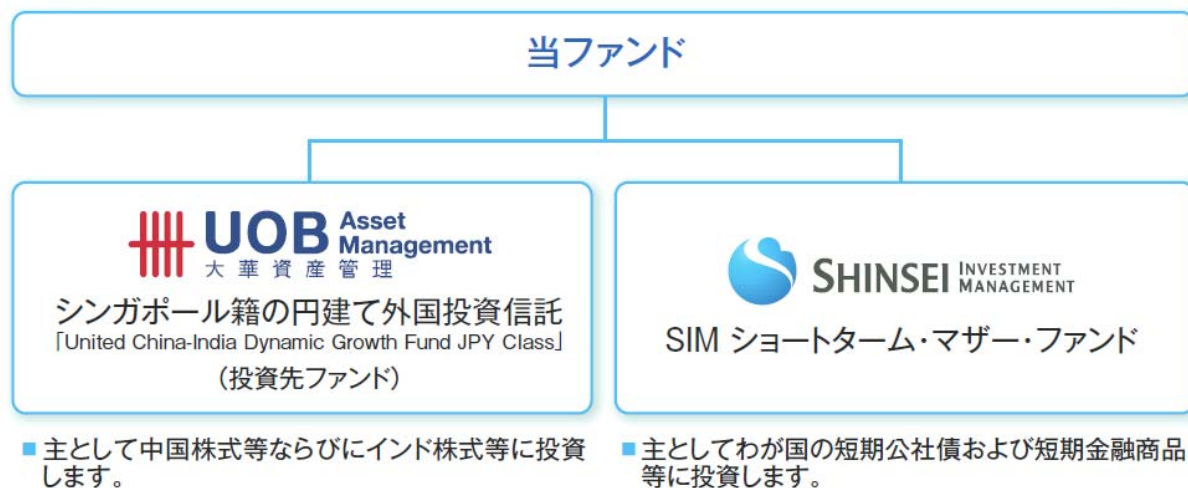 当ファンド
UOB Asset Management
大華資産管理
シンガポール籍の円建て外国投資信託
「United China-India Dynamic Growth Fund JPY Class」
（投資先ファンド）
■ 主として中国株式等ならびにインド株式等に投資
します。
SHINSEI INVESTMENT MANAGEMENT
SIM ショートターム・マザー・ファンド
■ 主としてわが国の短期公社債および短期金融商品
等に投資します。